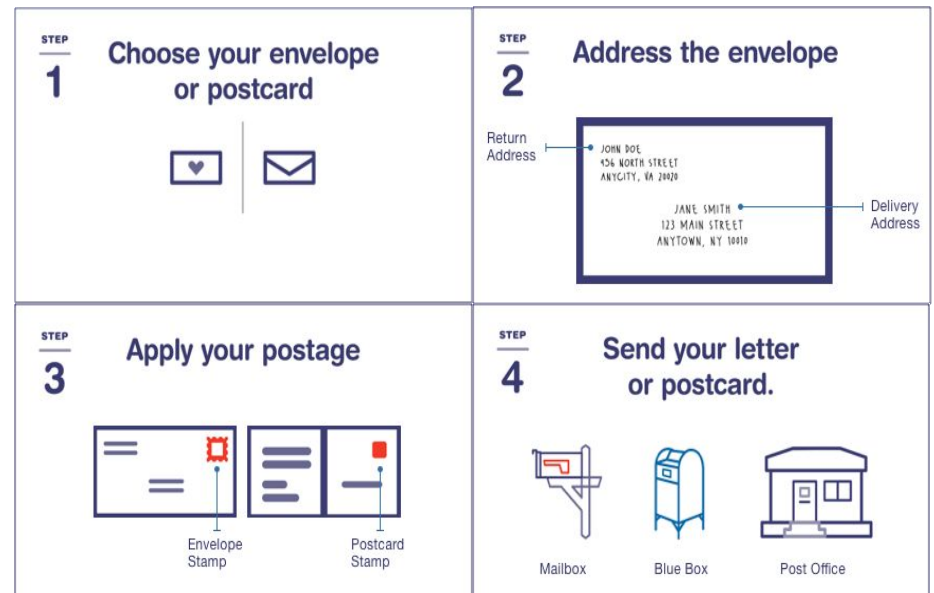 STEP
1
Choose your envelope
or postcard
STEP
2
Address the envelope
Return
Address
JOHN DOE
456 NORTH STREET
ANYCITY, VA 20020
JANE SMITH
123 MAIN STREET
ANYTOWN, NY 10010
Delivery
Address
STEP
3
Apply your postage
Envelope
Stamp
Postcard
Stamp
STEP
4
Send your letter
or postcard.
Mailbox
Blue Box
Post Office